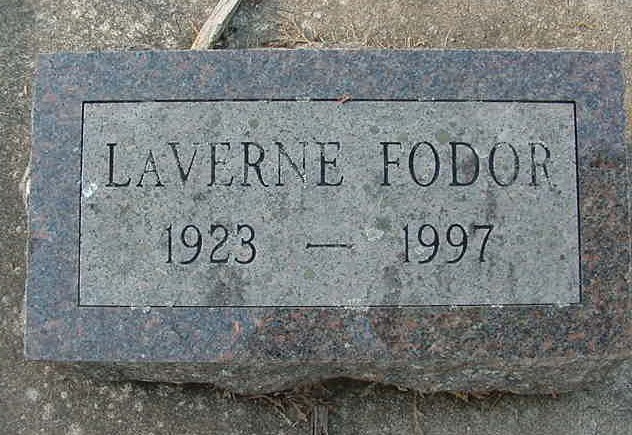 LAVERNE FODOR
1923 — 1997